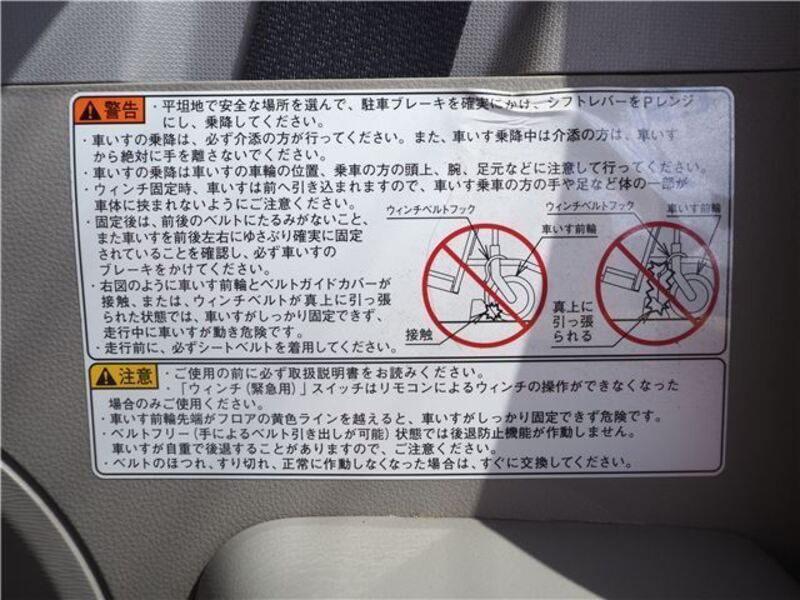 警告
・平坦地で安全な場所を選んで、駐車ブレーキを確実にかけ、シフトレバーをPレンジ
にし、乗降してください。
・車いすの乗降は、必ず介添の方が行ってください。また、車いす乗降中は介添の方は、車いす
から絶対に手を離さないでください。
・車いすの乗降は車いすの車輪の位置、乗車の方の頭上、腕、足元などに注意して行ってください。
・ウィンチ固定時、車いすは前へ引き込まれますので、車いす乗車の方の手や足など体の一部が
車体に挟まれないようにご注意ください。
・固定後は、前後のベルトにたるみがないこと、
また車いすを前後左右にゆさぶり確実に固定
されていることを確認し、必ず車いすの
ブレーキをかけてください。
・右図のように車いす前輪とベルトガイドカバーが
接触、または、ウィンチベルトが真上に引っ張
られた状態では、車いすがしっかり固定できず、
走行中に車いすが動き危険です。
・走行前に、必ずシートベルトを着用してください。
ウィンチベルトフック
車いす前輪
接触
ウィンチベルトフック
車いす前輪
真上に
引っ張
られる
注意
・ご使用の前に必ず取扱説明書をお読みください。
・「ウィンチ(緊急用)」スイッチはリモコンによるウィンチの操作ができなくなった
場合のみご使用ください。
・車いす前輪先端がフロアの黄色ラインを越えると、車いすがしっかり固定できず危険です。
・ベルトフリー(手によるベルト引き出しが可能)状態では後退防止機能が作動しません。
車いすが自重で後退することがありますので、ご注意ください。
・ベルトのほつれ、すり切れ、正常に作動しなくなった場合は、すぐに交換してください。